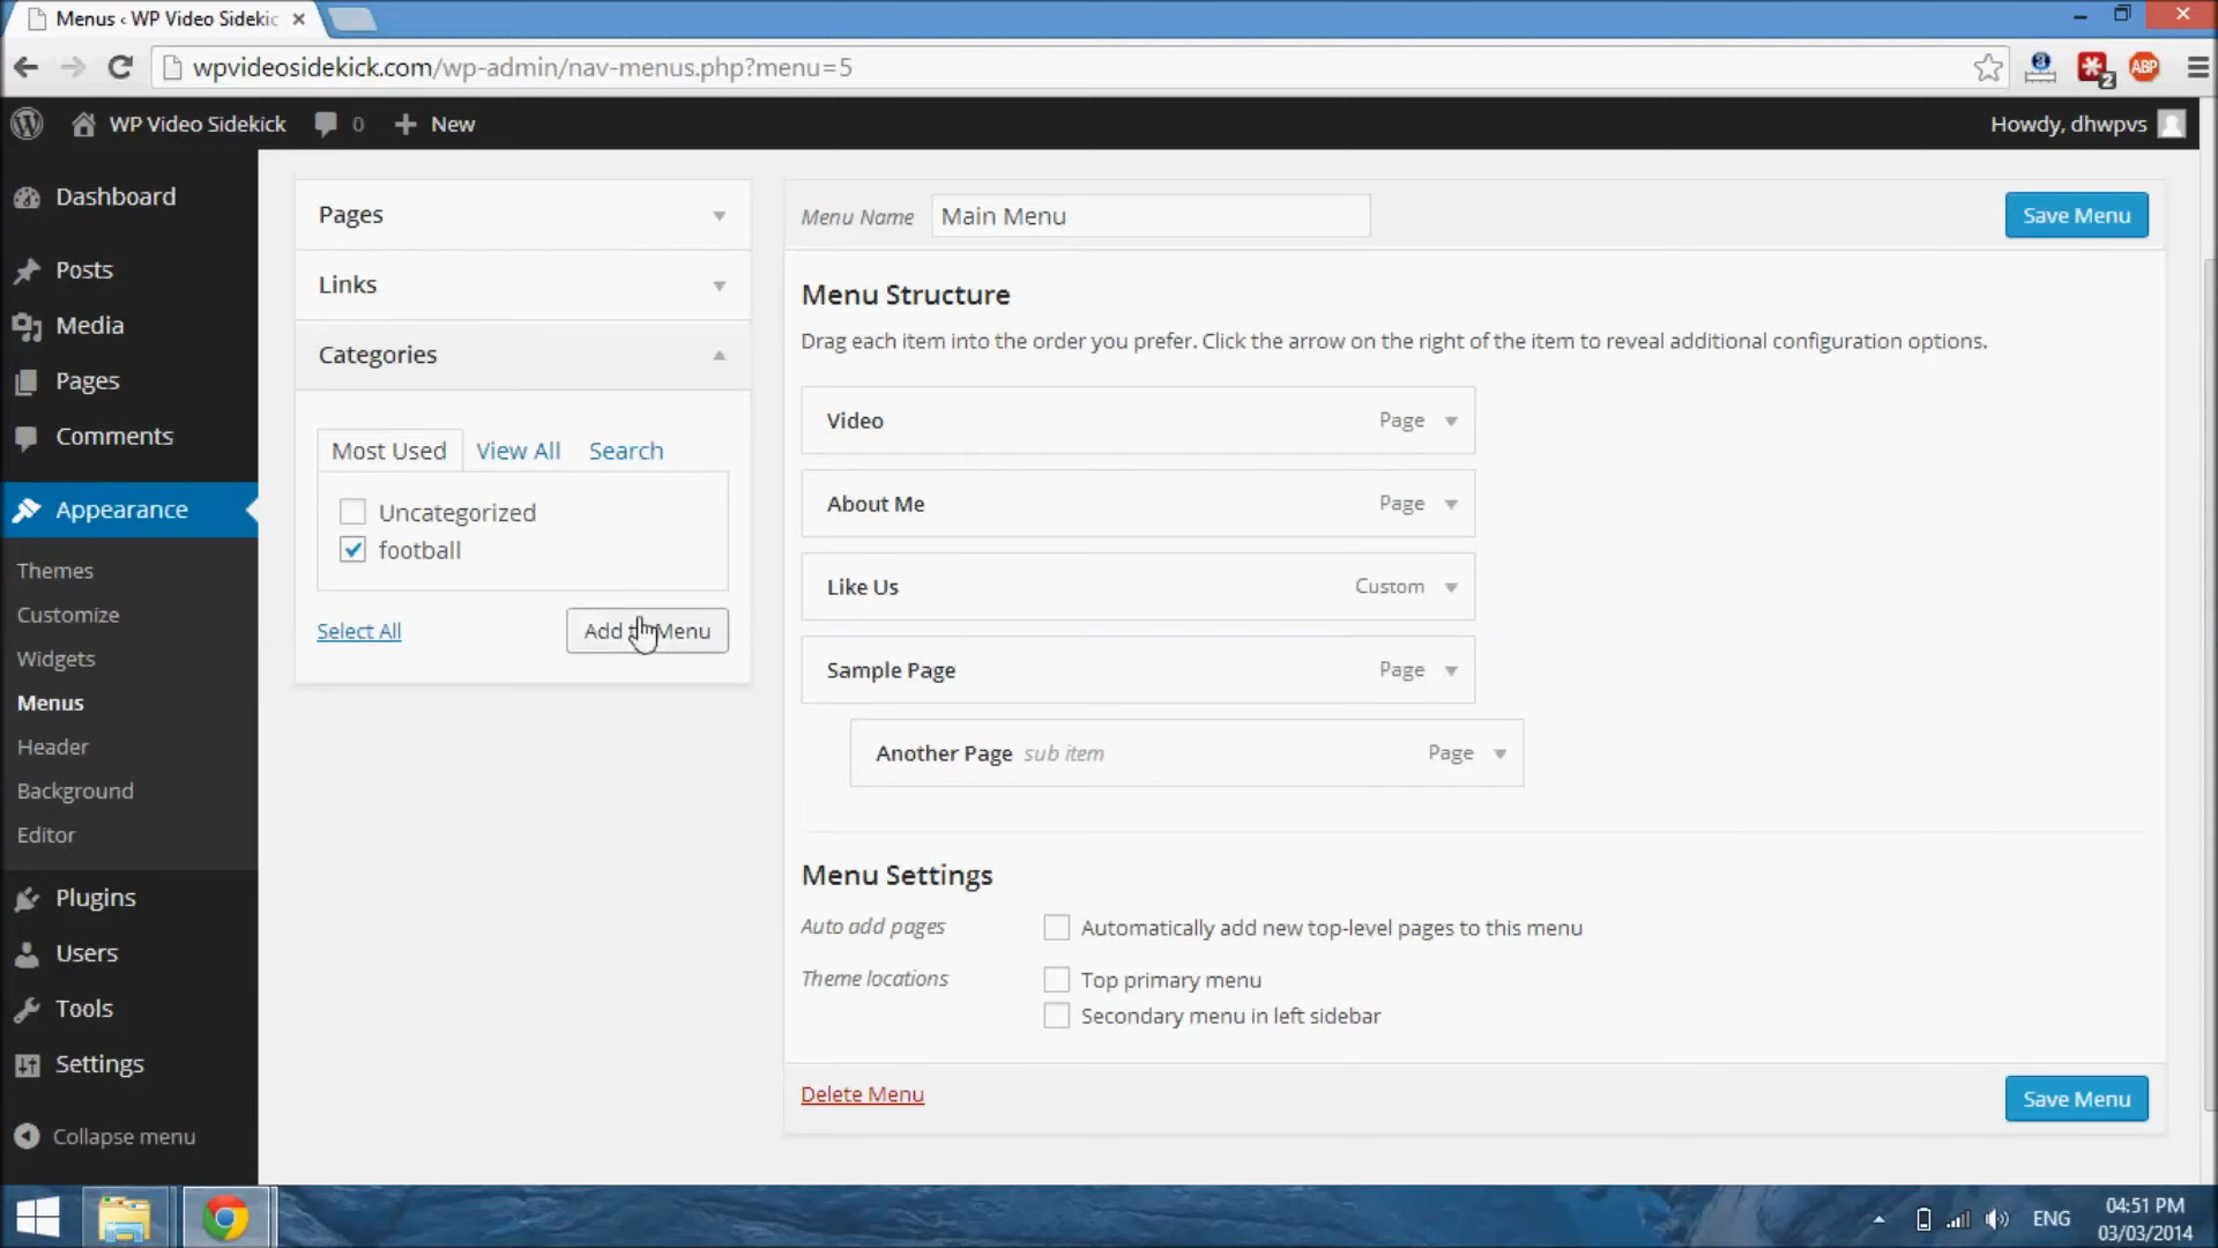 Menus ‹ WP Video Sidekic
wpvideosidekick.com/wp-admin/nav-menus.php?menu=5
2
ABP
WP Video Sidekick 0 + New
Howdy, dhwpvs
Dashboard
Posts
Media
Pages
Comments
Appearance
Themes
Customize
Widgets
Menus
Header
Background
Editor
Plugins
Users
Tools
Settings
Collapse menu
Pages
Links
Categories
Most Used View All Search
Uncategorized
football
Select All
Add Menu
Menu Name Main Menu
Save Menu
Menu Structure
Drag each item into the order you prefer. Click the arrow on the right of the item to reveal additional configuration options.
Video Page
About Me Page
Like Us Custom
Sample Page Page
Another Page sub item Page
Menu Settings
Auto add pages Automatically add new top-level pages to this menu
Theme locations Top primary menu
Secondary menu in left sidebar
Delete Menu
Save Menu
ENG
04:51 PM
03/03/2014